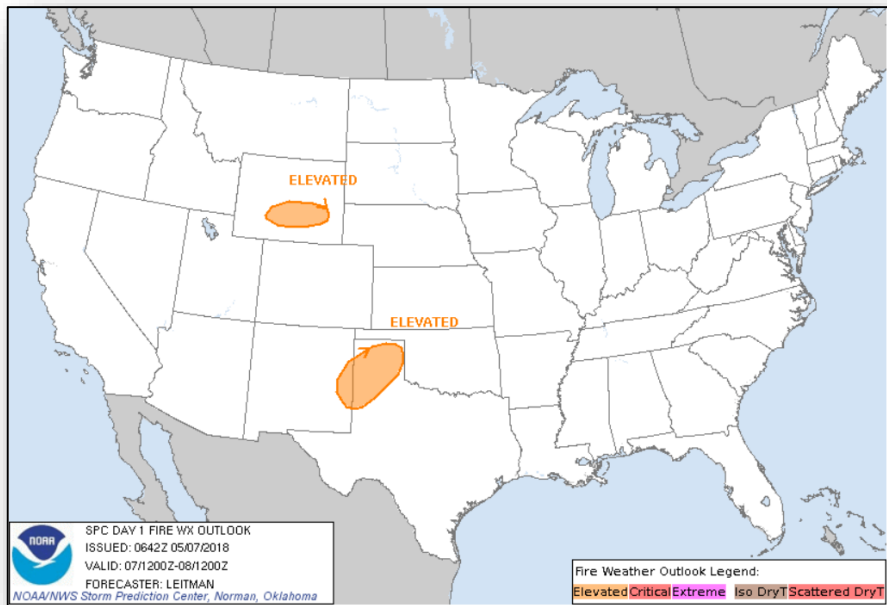 ELEVATED
ELEVATED
NOAA
SPC DAY 1 FIRE WX OUTLOOK
ISSUED: 0642Z 05/07/2018
VALID: 07/1200Z-08/1200Z
FORECASTER: LEITMAN
NOAA/NWS Storm Prediction Center, Norman, Oklahoma
Fire Weather Outlook Legend:
Elevated Critical Extreme Iso DryT Scattered DryT